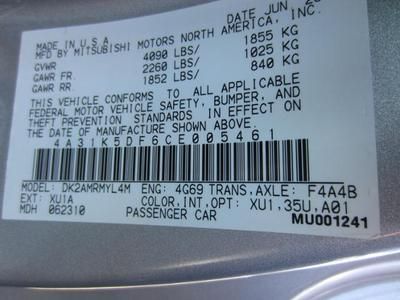 DATE JUN
MADE IN U.S.A.
MFD BY MITSUBISHI MOTORS NORTH AMERICA, INC.
GVWR 4090 LBS/ 1855 KG
GAWR FR. 2260 LBS/ 1025 KG
GAWR RR. 1852 LBS/ 840 KG
THIS VEHICLE CONFORMS TO ALL APPLICABLE
FEDERAL MOTOR VEHICLE SAFETY, BUMPER, AND
THEFT PREVENTION STANDARDS IN EFFECT ON
THE DATE OF MANUFACTURE SHOWN ABOVE.
4A31K5DF6CE005461
MODEL: DK2AMRMYL4M ENG: 4G69 TRANS,AXLE: F4A4B
EXT: XU1A COLOR,INT,OPT: XU1,35U,A01
MDH 062310 PASSENGER CAR MU001241